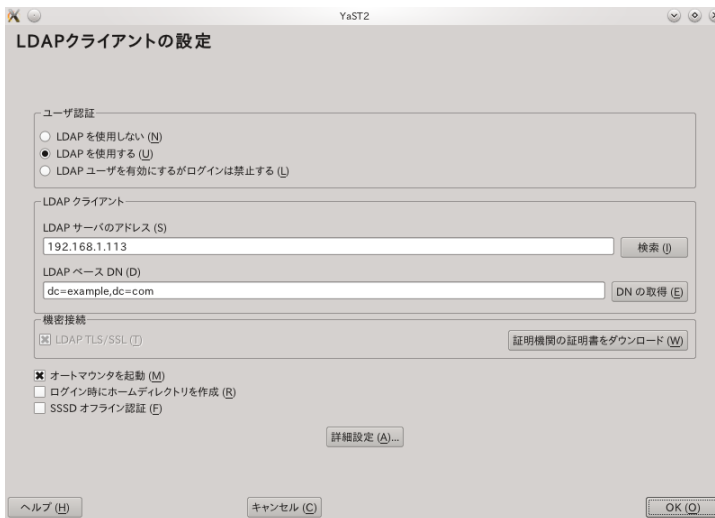 YaST2
LDAPクライアントの設定
ユーザ認証
LDAP を使用しない (N)
LDAP を使用する (U)
LDAP ユーザを有効にするがログインは禁止する (L)
LDAP クライアント
LDAP サーバのアドレス (S)
192.168.1.113
検索 (I)
LDAP ベース DN (D)
dc=example,dc=com
DN の取得 (E)
機密接続
LDAP TLS/SSL (T)
証明機関の証明書をダウンロード (W)
オートマウンタを起動 (M)
ログイン時にホームディレクトリを作成 (R)
SSSD オフライン認証 (F)
詳細設定 (A)...
ヘルプ (H)
キャンセル (C)
OK (O)